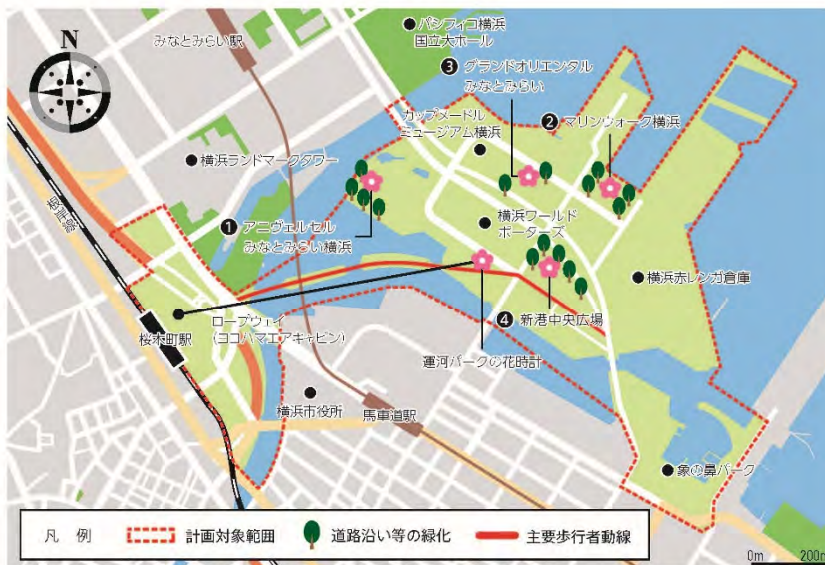 パシフィコ横浜
国立大ホール
みなとみらい駅
N
❸ グランドオリエンタル
みなとみらい
カップヌードル
ミュージアム横浜
❷ マリンウォーク横浜
横浜ランドマークタワー
根岸線
❶ アニヴェルセル
みなとみらい横浜
横浜ワールド
ポーターズ
横浜赤レンガ倉庫
ロープウェイ
(ヨコハマエアキャビン)
桜木町駅
❹ 新港中央広場
運河パークの花時計
横浜市役所
馬車道駅
象の鼻パーク
凡 例
計画対象範囲
道路沿い等の緑化
主要歩行者動線
0m
200m